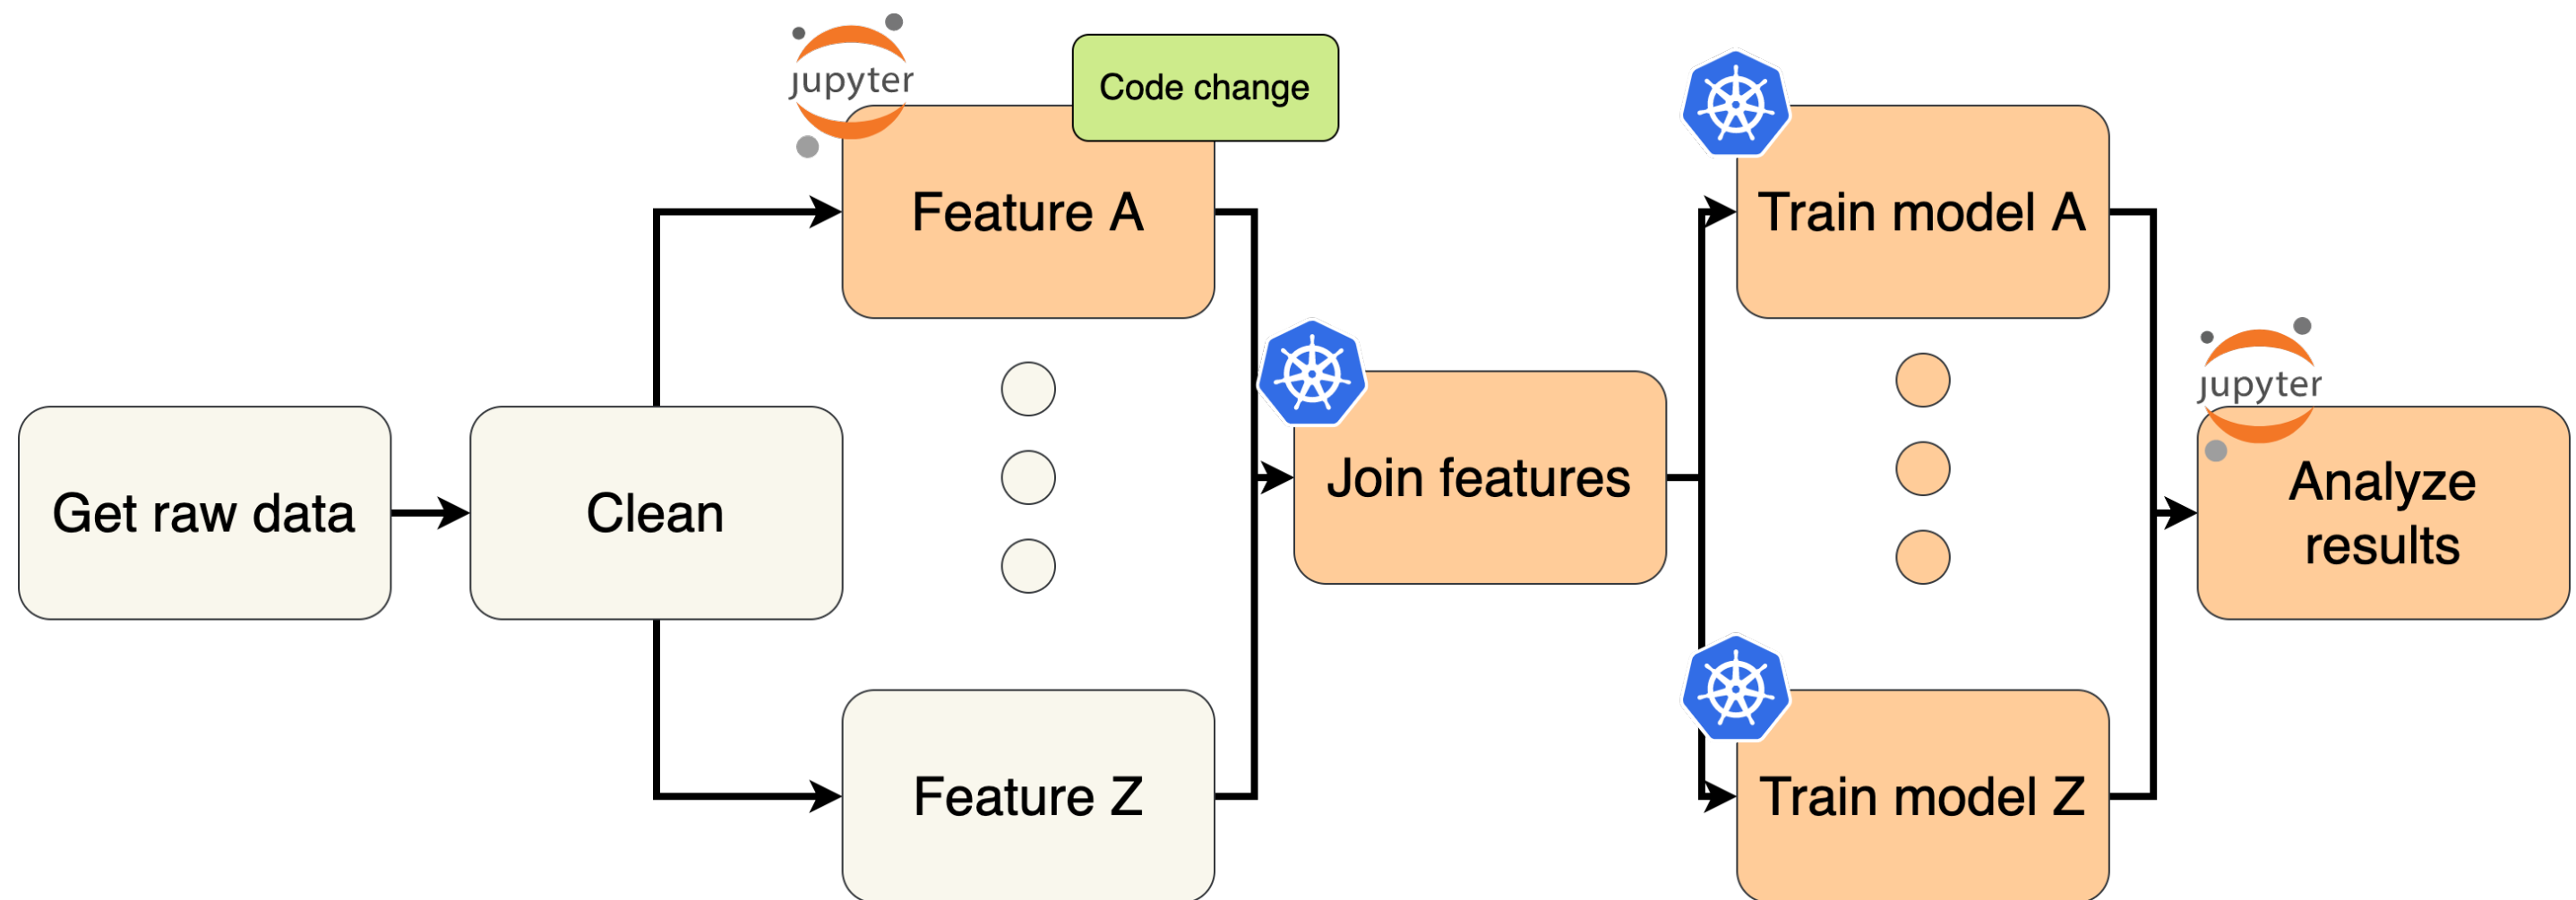 jupyter
Code change
Feature A
Train model A
jupyter
Get raw data
Clean
Join features
Analyze
results
Feature Z
Train model Z